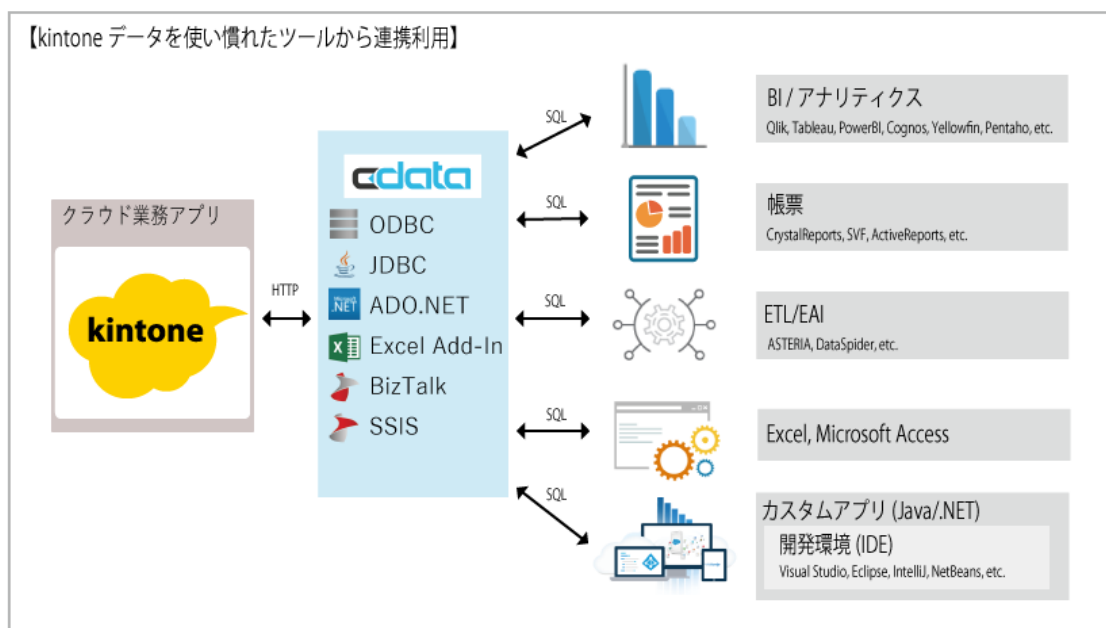 【kintone データを使い慣れたツールから連携利用】
クラウド業務アプリ
kintone
HTTP
cdata
ODBC
JDBC
Microsoft
.NET
ADO.NET
Excel Add-In
BizTalk
SSIS
SQL
BI / アナリティクス
Qlik, Tableau, PowerBI, Cognos, Yellowfin, Pentaho, etc.
SQL
帳票
CrystalReports, SVF, ActiveReports, etc.
SQL
ETL/EAI
ASTERIA, DataSpider, etc.
SQL
Excel, Microsoft Access
SQL
カスタムアプリ (Java/.NET)
開発環境 (IDE)
Visual Studio, Eclipse, IntelliJ, NetBeans, etc.